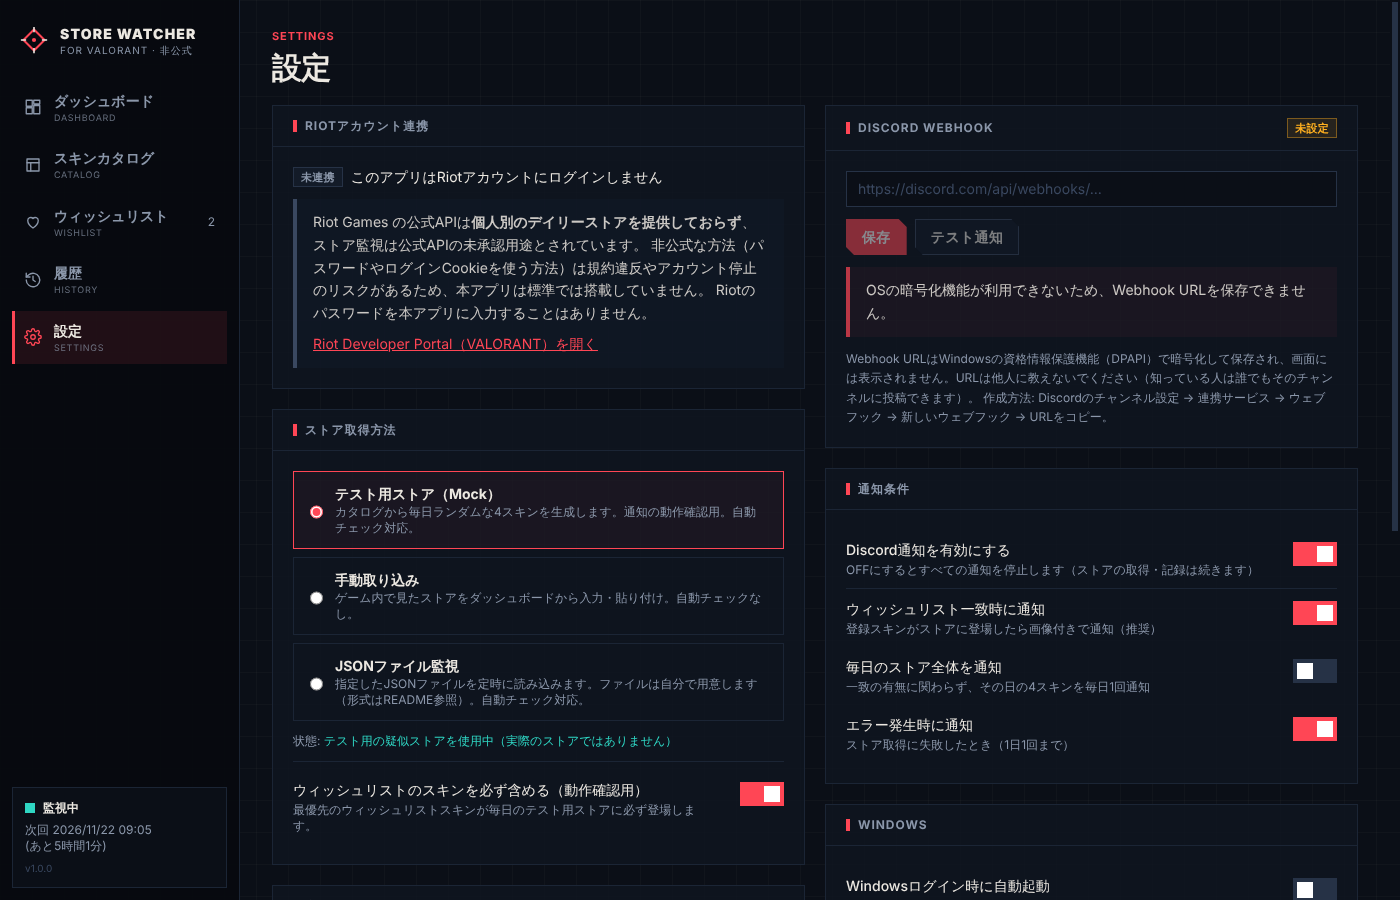 STORE WATCHER
FOR VALORANT · 非公式
ダッシュボード
DASHBOARD
スキンカタログ
CATALOG
ウィッシュリスト
2
WISHLIST
履歴
HISTORY
設定
SETTINGS
監視中
次回 2026/11/22 09:05
(あと5時間1分)
v1.0.0
SETTINGS
設定
RIOTアカウント連携
未連携 このアプリはRiotアカウントにログインしません
Riot Games の公式APIは個人別のデイリーストアを提供しておらず、
ストア監視は公式APIの未承認用途とされています。 非公式な方法（パ
スワードやログインCookieを使う方法）は規約違反やアカウント停止
のリスクがあるため、本アプリは標準では搭載していません。 Riotの
パスワードを本アプリに入力することはありません。
Riot Developer Portal（VALORANT）を開く
ストア取得方法
テスト用ストア（Mock）
カタログから毎日ランダムな4スキンを生成します。通知の動作確認用。自動
チェック対応。
手動取り込み
ゲーム内で見たストアをダッシュボードから入力・貼り付け。自動チェックな
し。
JSONファイル監視
指定したJSONファイルを定時に読み込みます。ファイルは自分で用意します
（形式はREADME参照）。自動チェック対応。
状態: テスト用の疑似ストアを使用中（実際のストアではありません）
ウィッシュリストのスキンを必ず含める（動作確認用）
最優先のウィッシュリストスキンが毎日のテスト用ストアに必ず登場しま
す。
DISCORD WEBHOOK
未設定
https://discord.com/api/webhooks/...
保存
テスト通知
OSの暗号化機能が利用できないため、Webhook URLを保存できませ
ん。
Webhook URLはWindowsの資格情報保護機能（DPAPI）で暗号化して保存され、画面に
は表示されません。URLは他人に教えないでください（知っている人は誰でもそのチャン
ネルに投稿できます）。 作成方法: Discordのチャンネル設定 → 連携サービス → ウェブ
フック → 新しいウェブフック → URLをコピー。
通知条件
Discord通知を有効にする
OFFにするとすべての通知を停止します（ストアの取得・記録は続きます）
ウィッシュリスト一致時に通知
登録スキンがストアに登場したら画像付きで通知（推奨）
毎日のストア全体を通知
一致の有無に関わらず、その日の4スキンを毎日1回通知
エラー発生時に通知
ストア取得に失敗したとき（1日1回まで）
WINDOWS
Windowsログイン時に自動起動